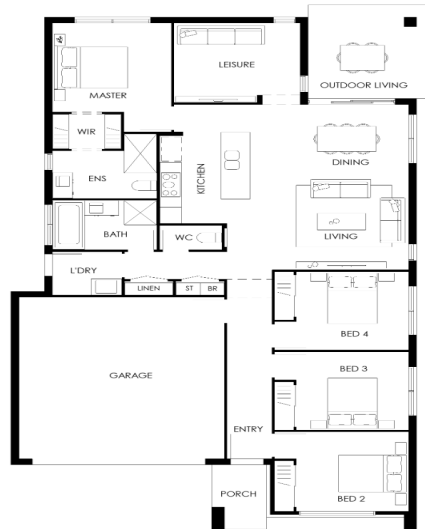 LEISURE
OUTDOOR LIVING
MASTER
WIR
KITCHEN
DINING
ENS
BATH
WC
LIVING
L'DRY
LINEN
ST
BR
BED 4
GARAGE
BED 3
ENTRY
PORCH
BED 2